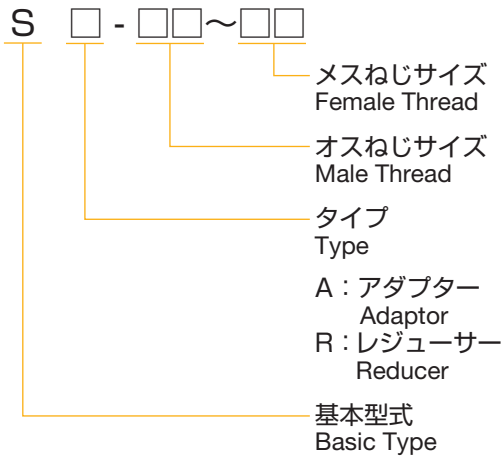 S □ - □□～□□
メスねじサイズ
Female Thread
オスねじサイズ
Male Thread
タイプ
Type
A：アダプター
Adaptor
R：レジューサー
Reducer
基本型式
Basic Type